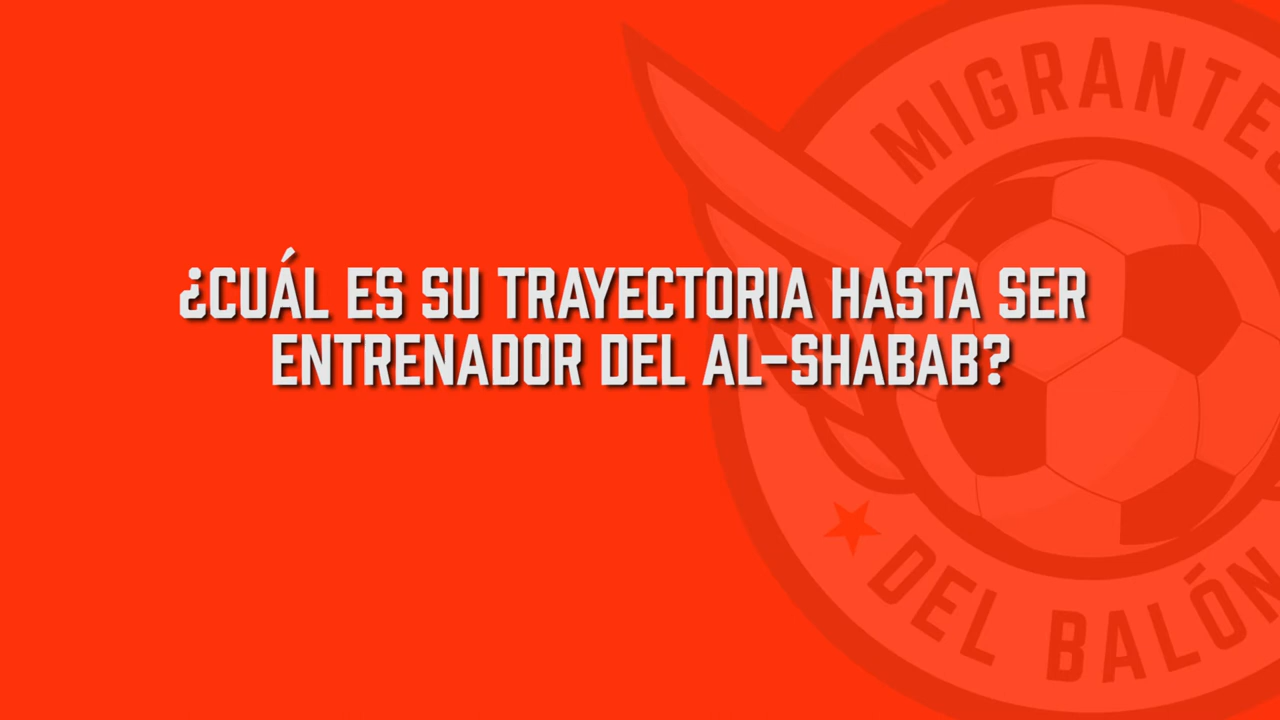 MIGRANTES
¿CUÁL ES SU TRAYECTORIA HASTA SER
ENTRENADOR DEL AL-SHABAB?
DEL BALÓN